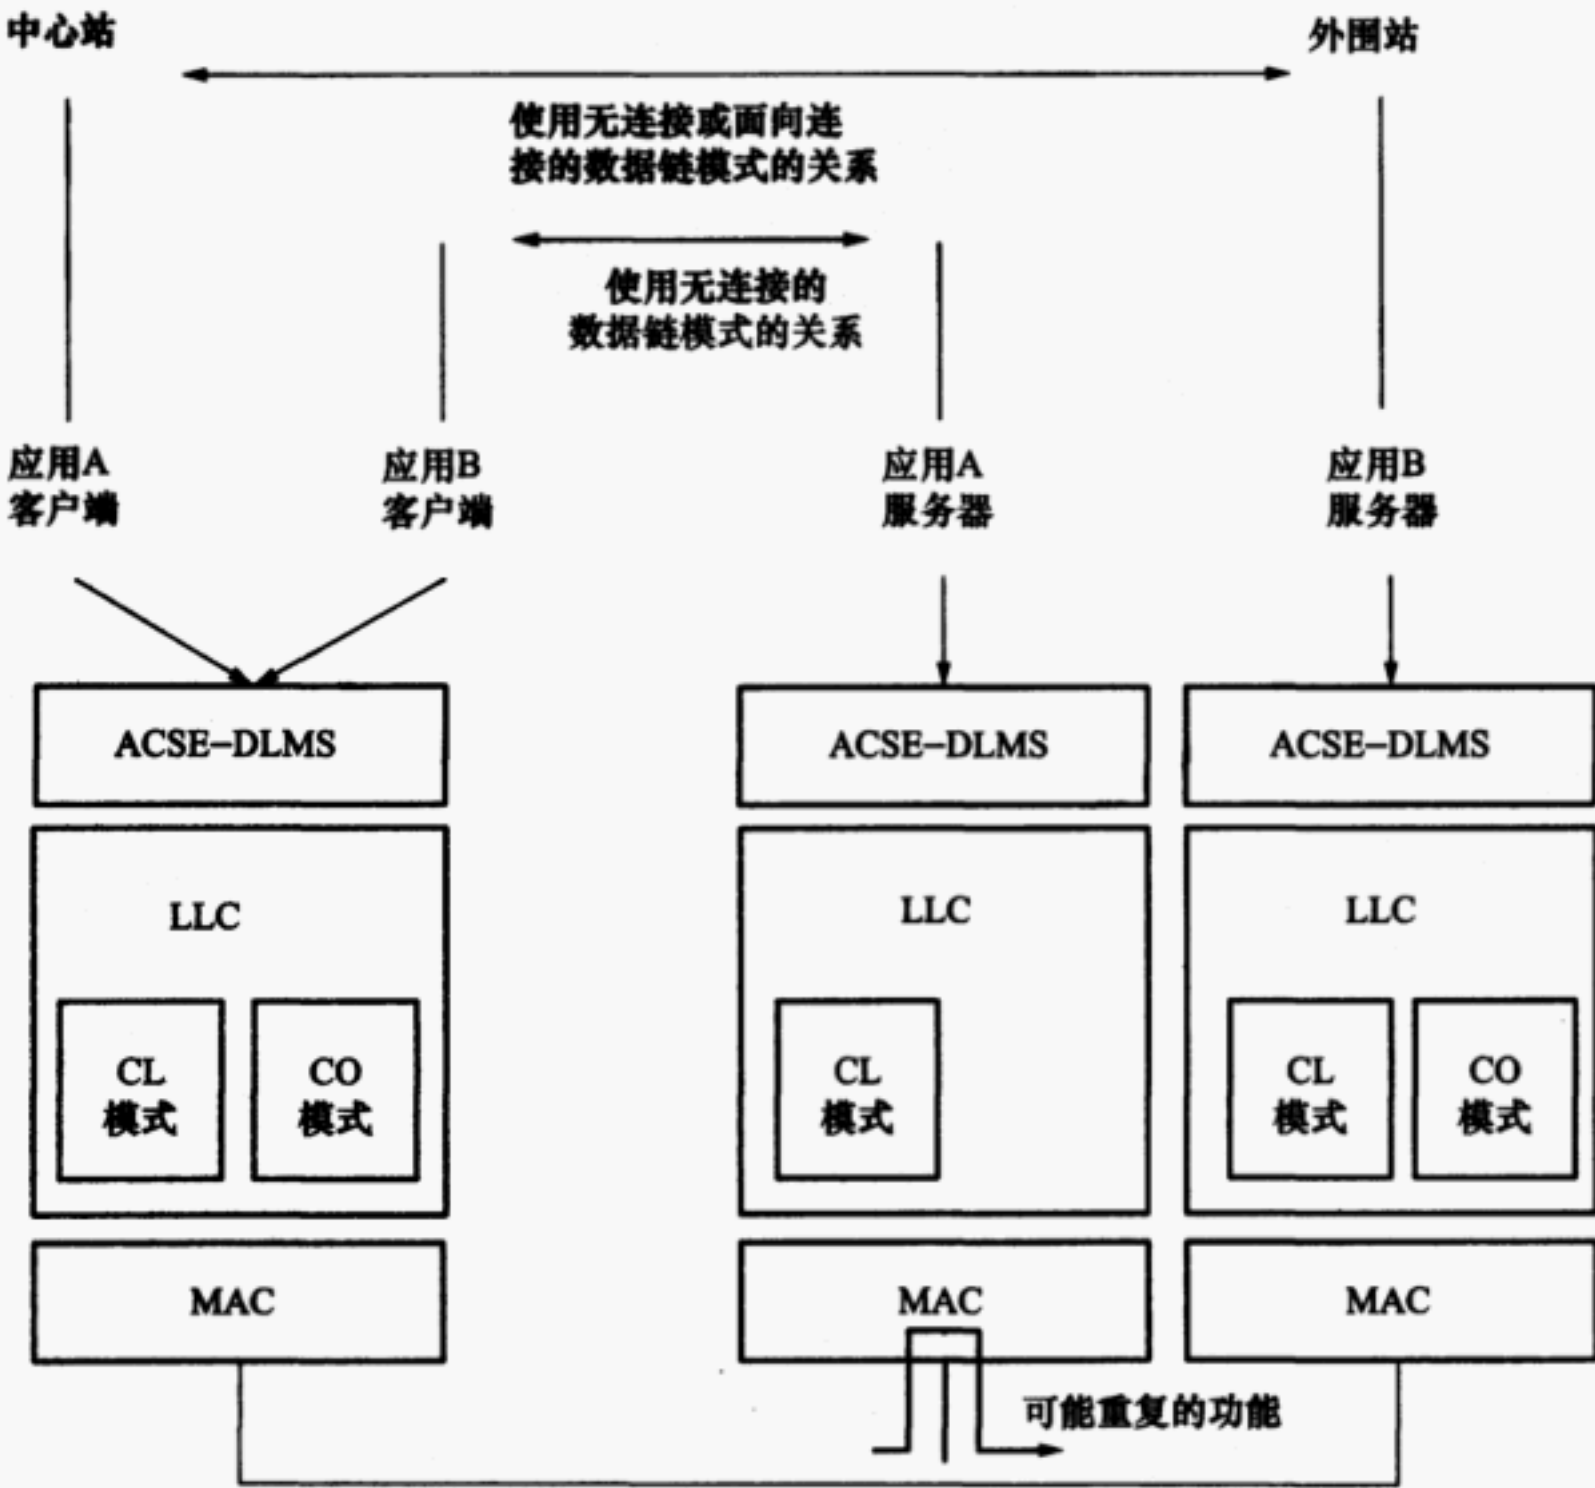 中心站
外围站
使用无连接或面向连
接的数据链模式的关系
使用无连接的
数据链模式的关系
应用A
客户端
应用B
客户端
应用A
服务器
应用B
服务器
ACSE–DLMS
ACSE–DLMS
ACSE–DLMS
LLC
LLC
LLC
CL
模式
CO
模式
CL
模式
CL
模式
CO
模式
MAC
MAC
MAC
可能重复的功能